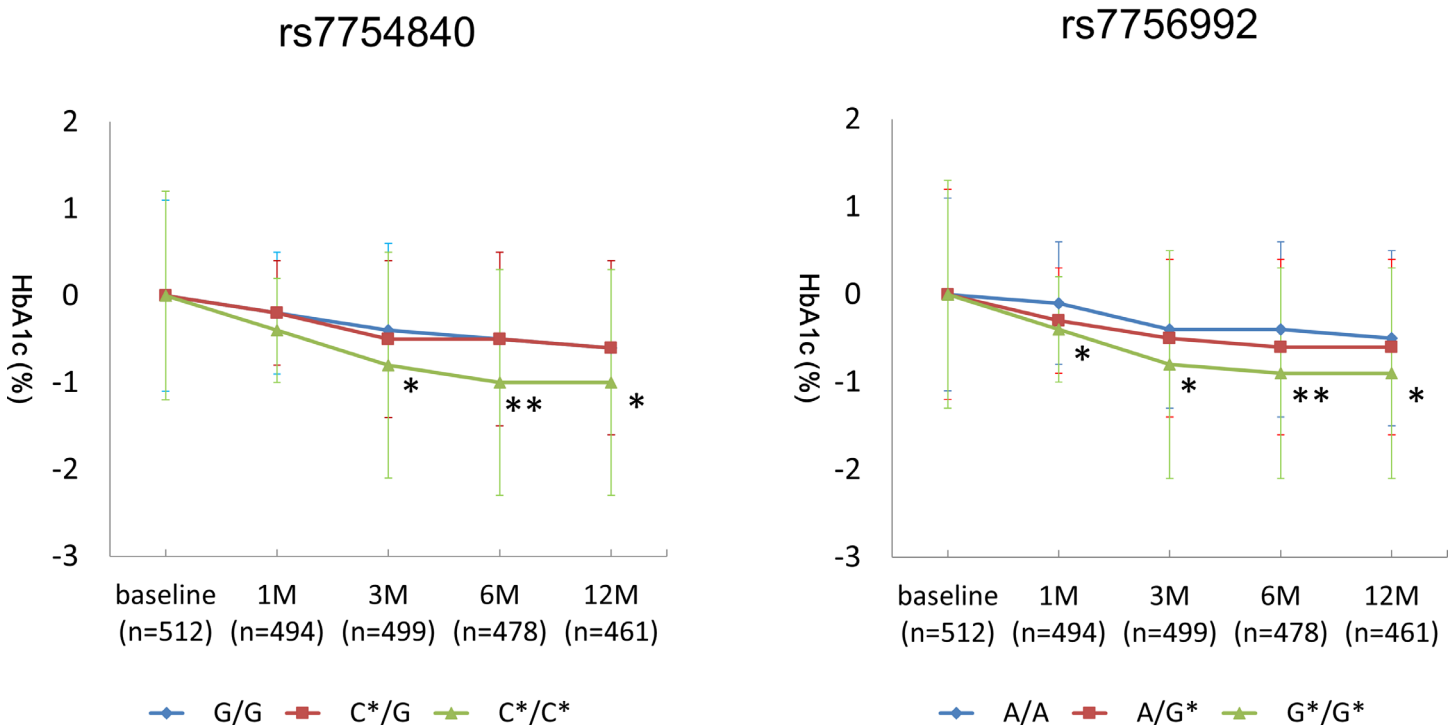 rs7754840
2
1
0
-1
-2
-3
HbA1c (%)
*
**
*
baseline 1M 3M 6M 12M
(n=512) (n=494) (n=499) (n=478) (n=461)
G/G C*/G C*/C*
rs7756992
2
1
0
-1
-2
-3
HbA1c (%)
*
*
**
*
baseline 1M 3M 6M 12M
(n=512) (n=494) (n=499) (n=478) (n=461)
A/A A/G* G*/G*